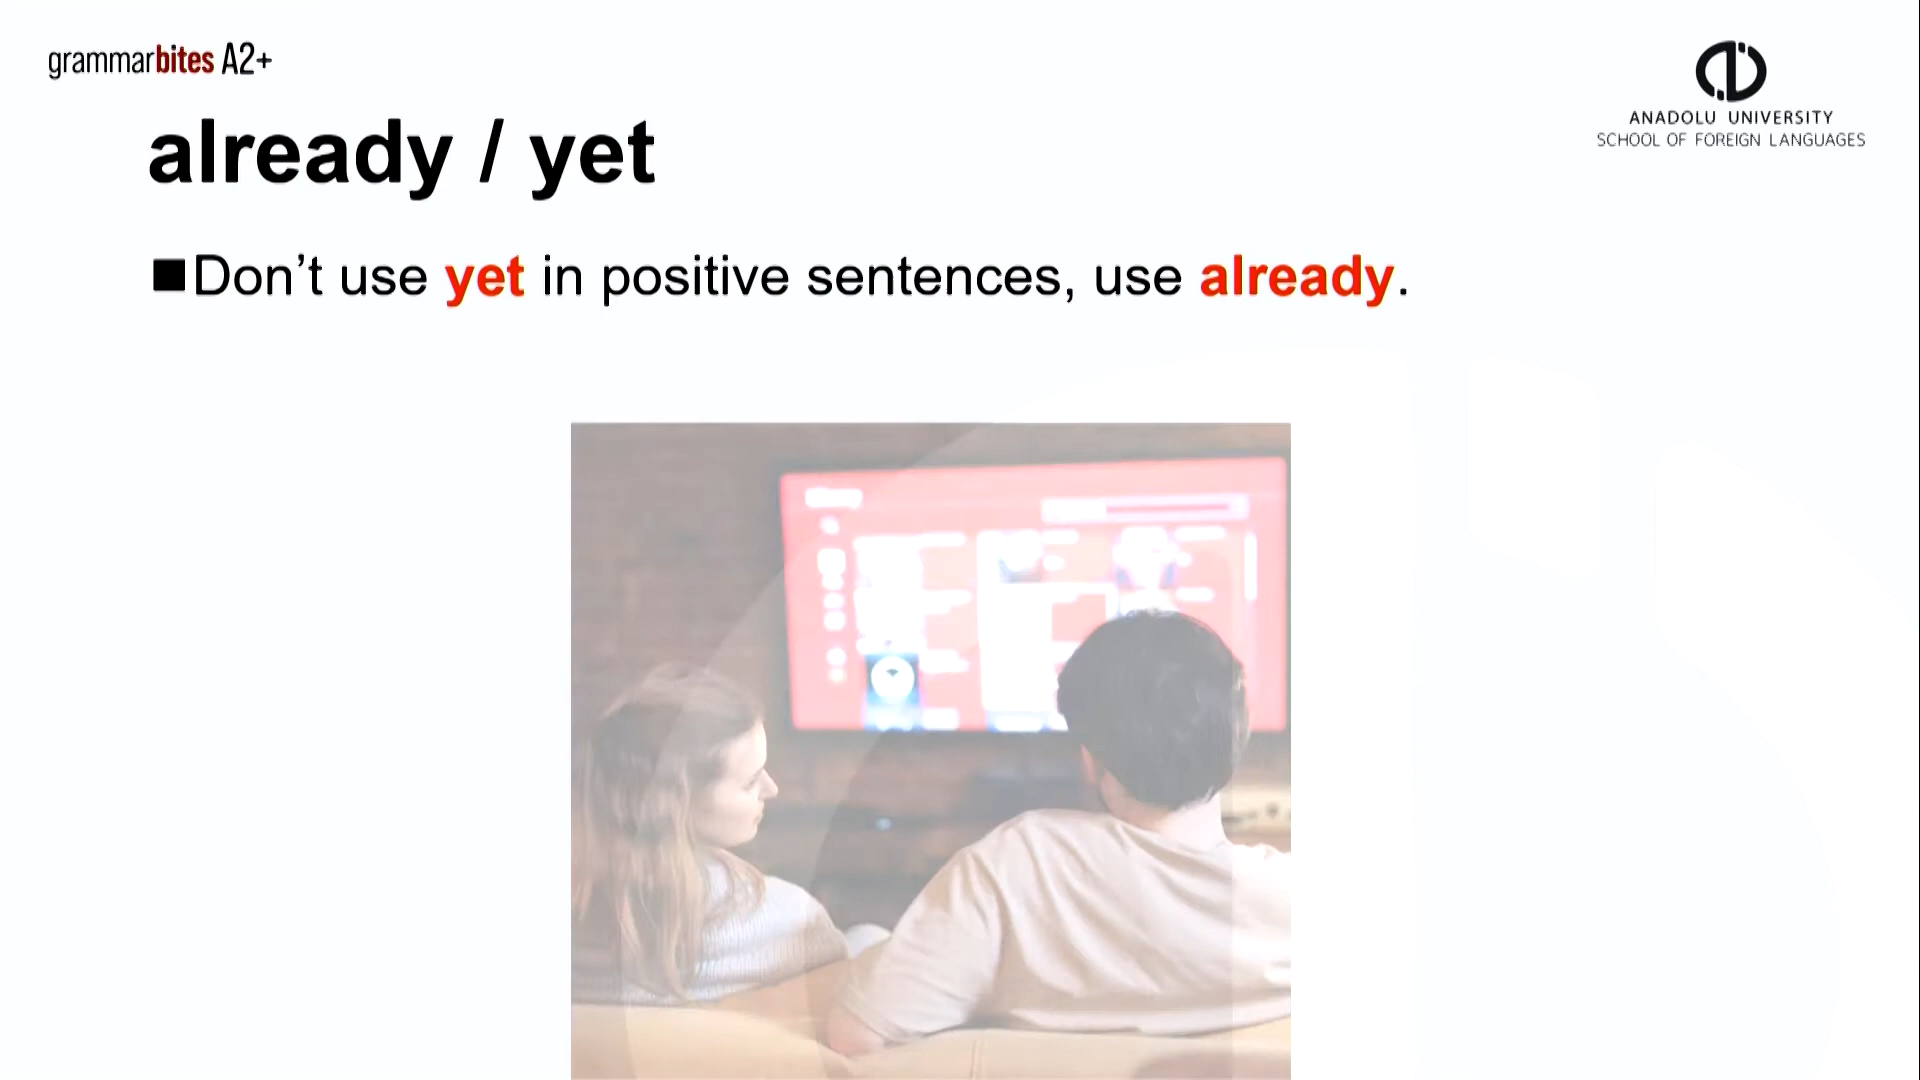 grammarbites A2+
ANADOLU UNIVERSITY
SCHOOL OF FOREIGN LANGUAGES
already / yet
■Don’t use yet in positive sentences, use already.